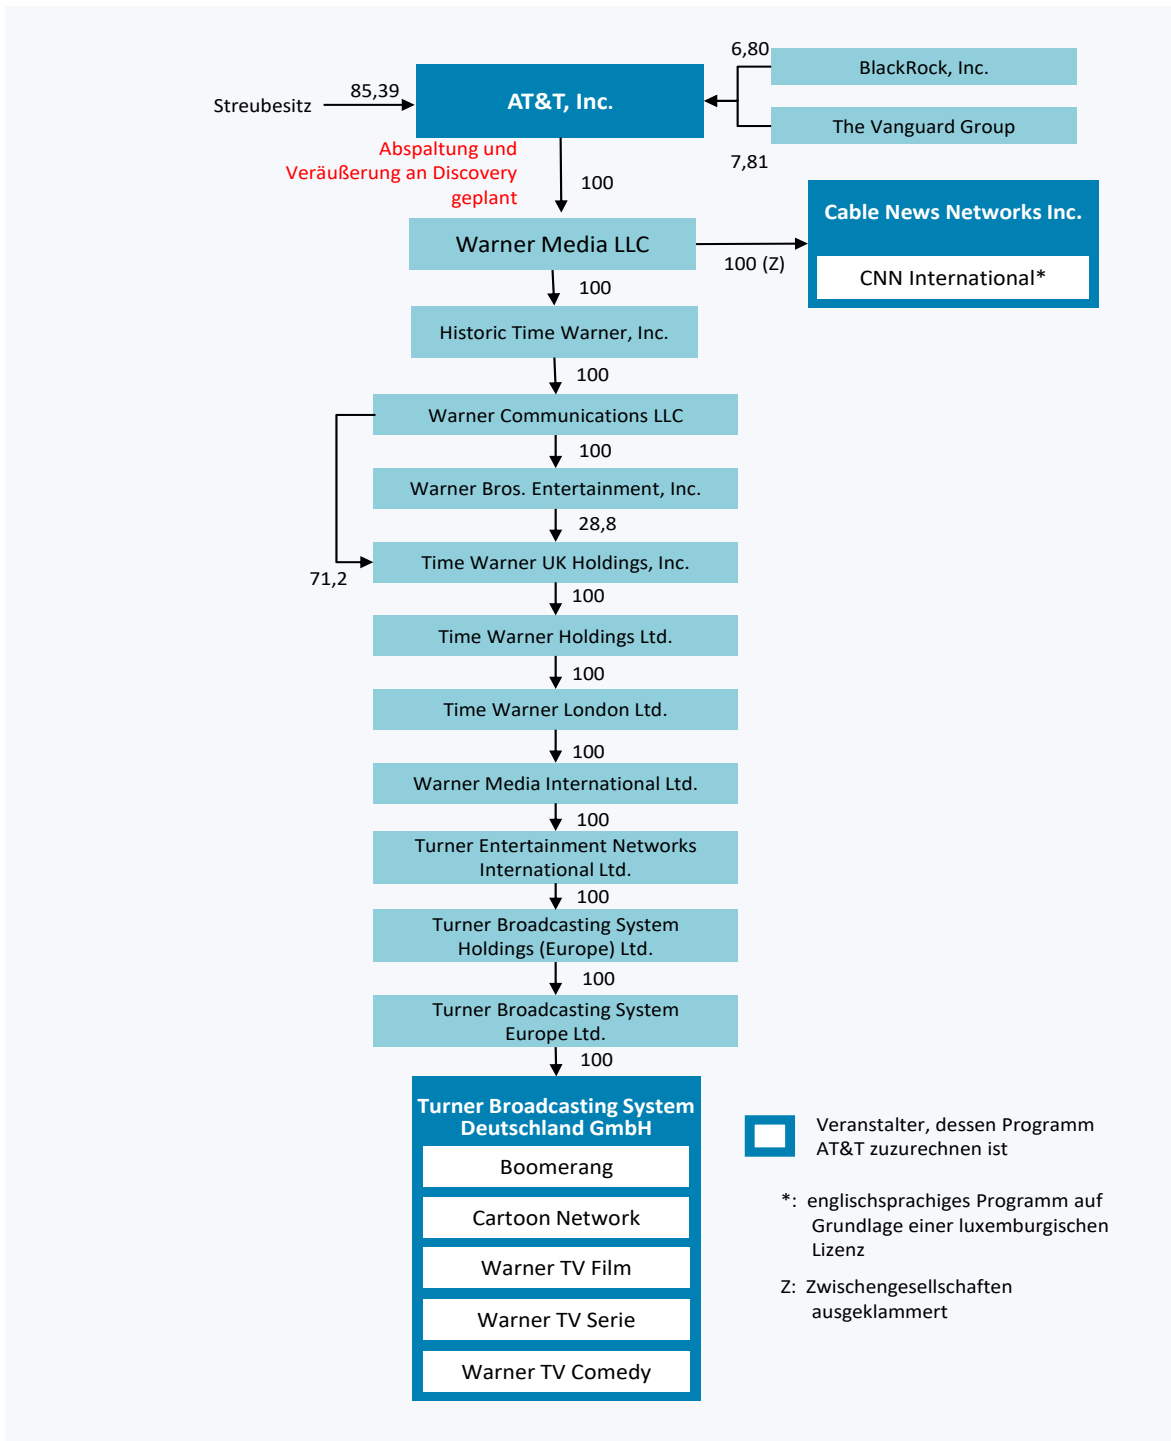 6,80
BlackRock, Inc.
85,39
Streubesitz
AT&T, Inc.
The Vanguard Group
7,81
Abspaltung und
Veräußerung an Discovery
geplant
100
Cable News Networks Inc.
CNN International*
Warner Media LLC
100 (Z)
100
Historic Time Warner, Inc.
100
Warner Communications LLC
100
Warner Bros. Entertainment, Inc.
28,8
Time Warner UK Holdings, Inc.
71,2
100
Time Warner Holdings Ltd.
100
Time Warner London Ltd.
100
Warner Media International Ltd.
100
Turner Entertainment Networks
International Ltd.
100
Turner Broadcasting System
Holdings (Europe) Ltd.
100
Turner Broadcasting System
Europe Ltd.
100
Turner Broadcasting System
Deutschland GmbH
Boomerang
Cartoon Network
Warner TV Film
Warner TV Serie
Warner TV Comedy
Veranstalter, dessen Programm
AT&T zuzurechnen ist
*: englischsprachiges Programm auf
Grundlage einer luxemburgischen
Lizenz
Z: Zwischengesellschaften
ausgeklammert